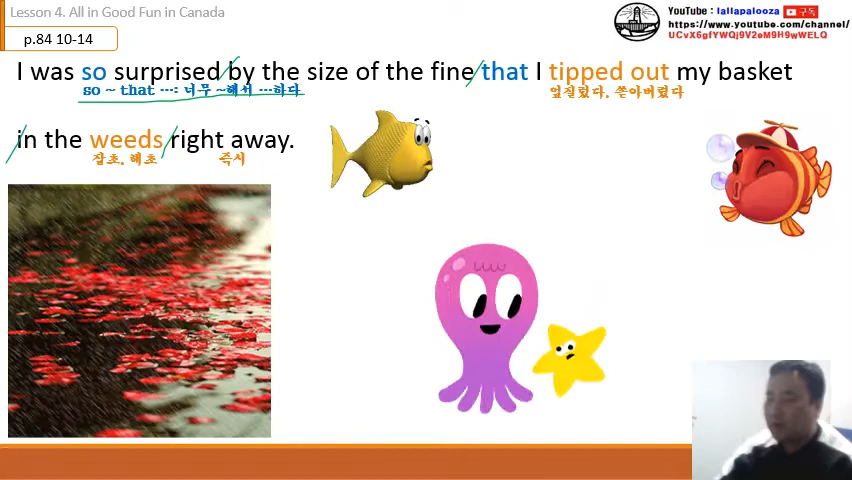 Lesson 4. All in Good Fun in Canada
YouTube : lallapalooza 구독
https://www.youtube.com/channel/
UCvX6gfYWQj9V2eM9H9wWELQ
p.84 10-14
I was so surprised by the size of the fine that I tipped out my basket
so ~ that …: 너무 ~해서 …하다
엎질렀다. 쏟아버렸다
in the weeds right away.
잡초. 해초
즉시